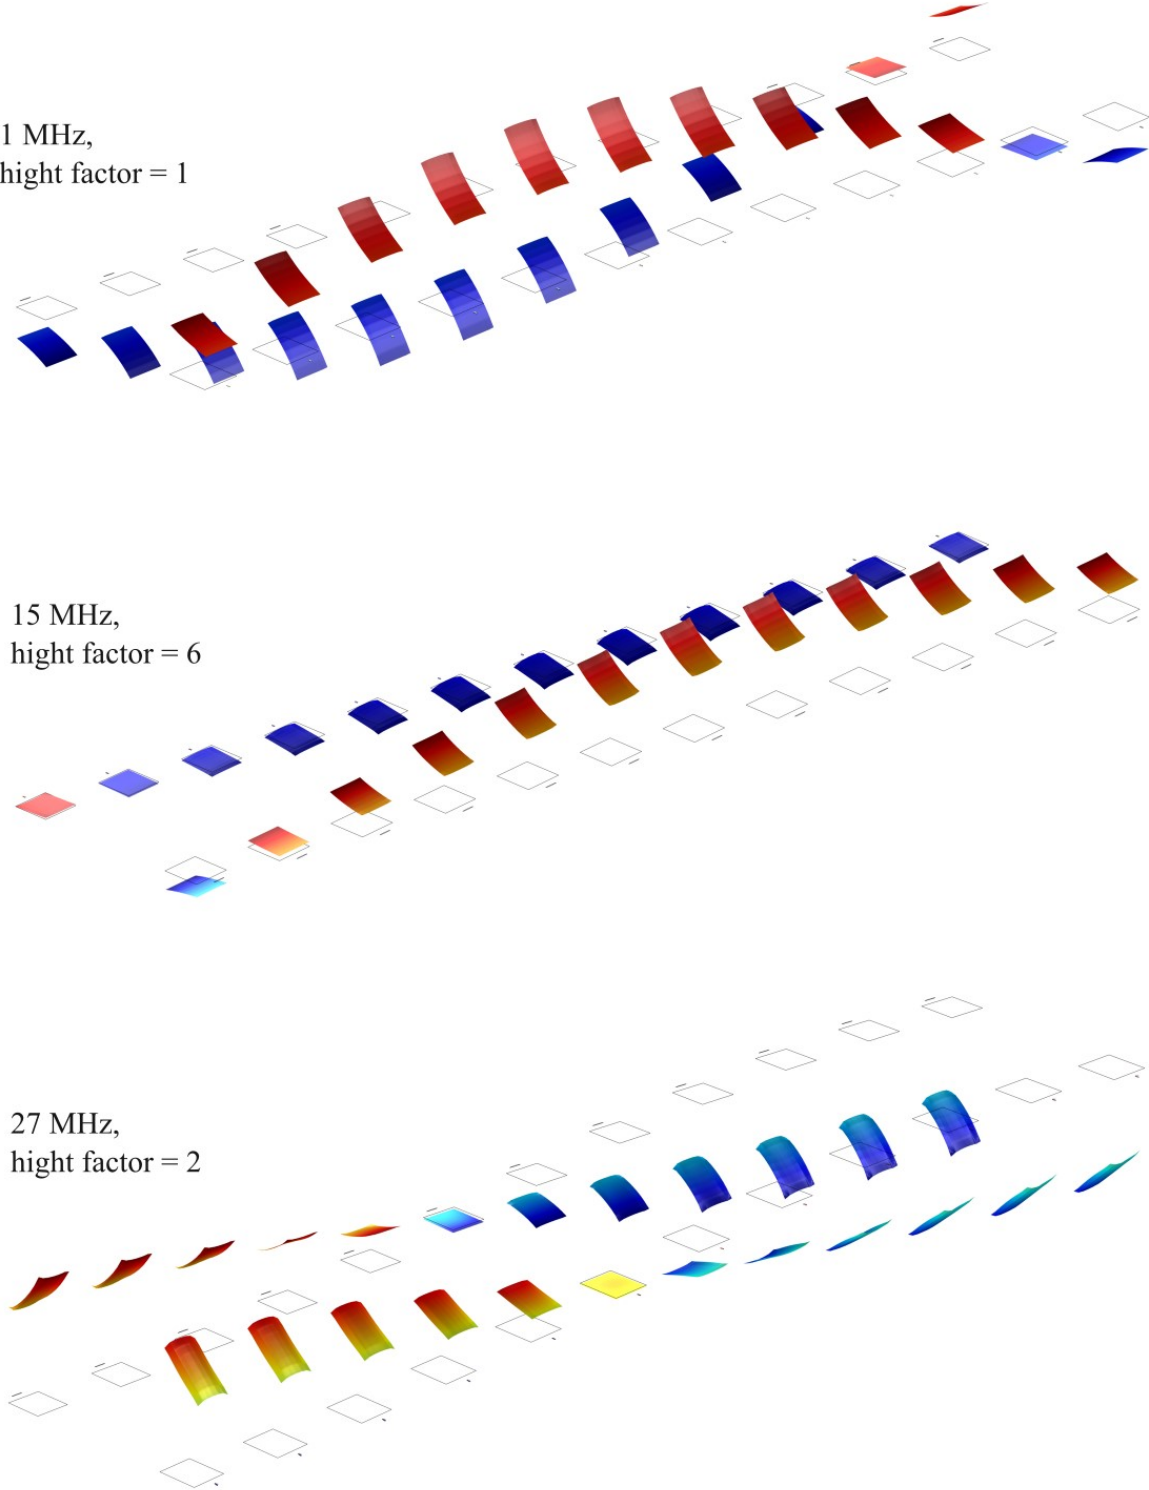 1 MHz,
hight factor = 1
15 MHz,
hight factor = 6
27 MHz,
hight factor = 2